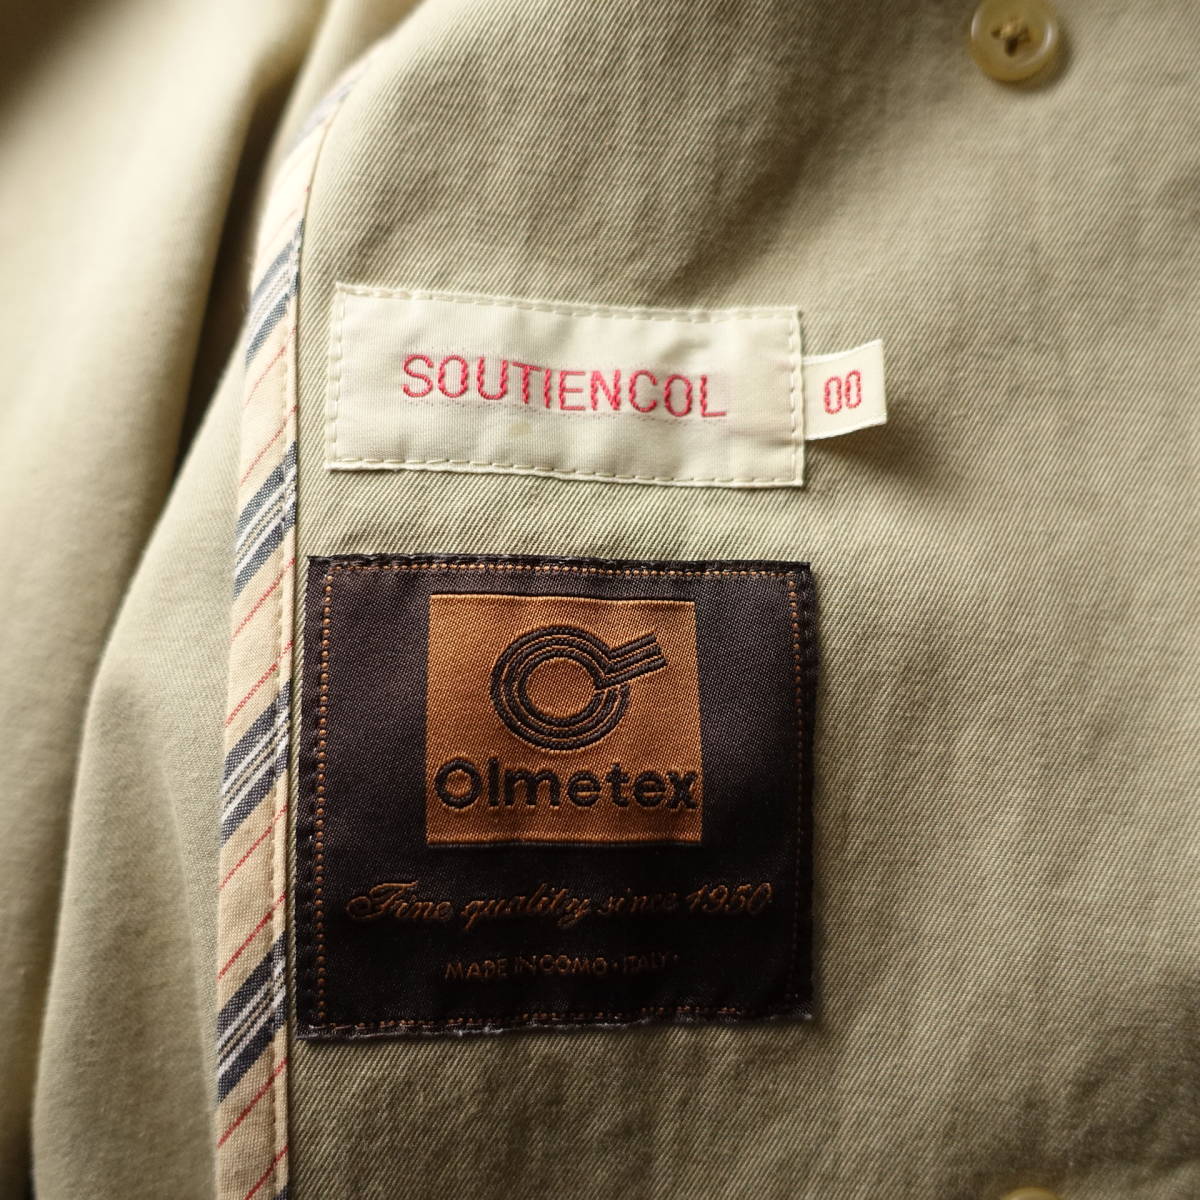 SOUTIENCOL
00
Olmetex
Fine quality since 1950
MADE IN COMO · ITALY ·